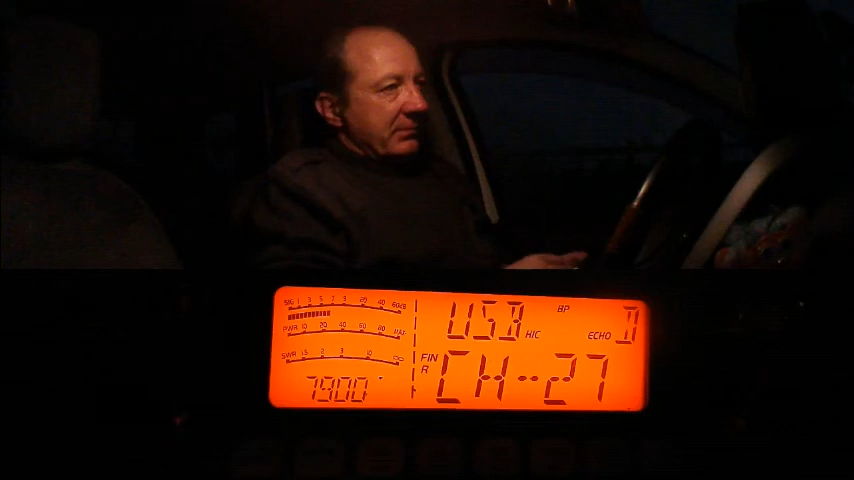 SIG 1 3 5 7 9 20 40 60dB
PWR 10 20 40 60 80 MAX
SWR 1.5 2 3 10 ∞
7900
USB HIC BP ECHO D
FIN R CH-27